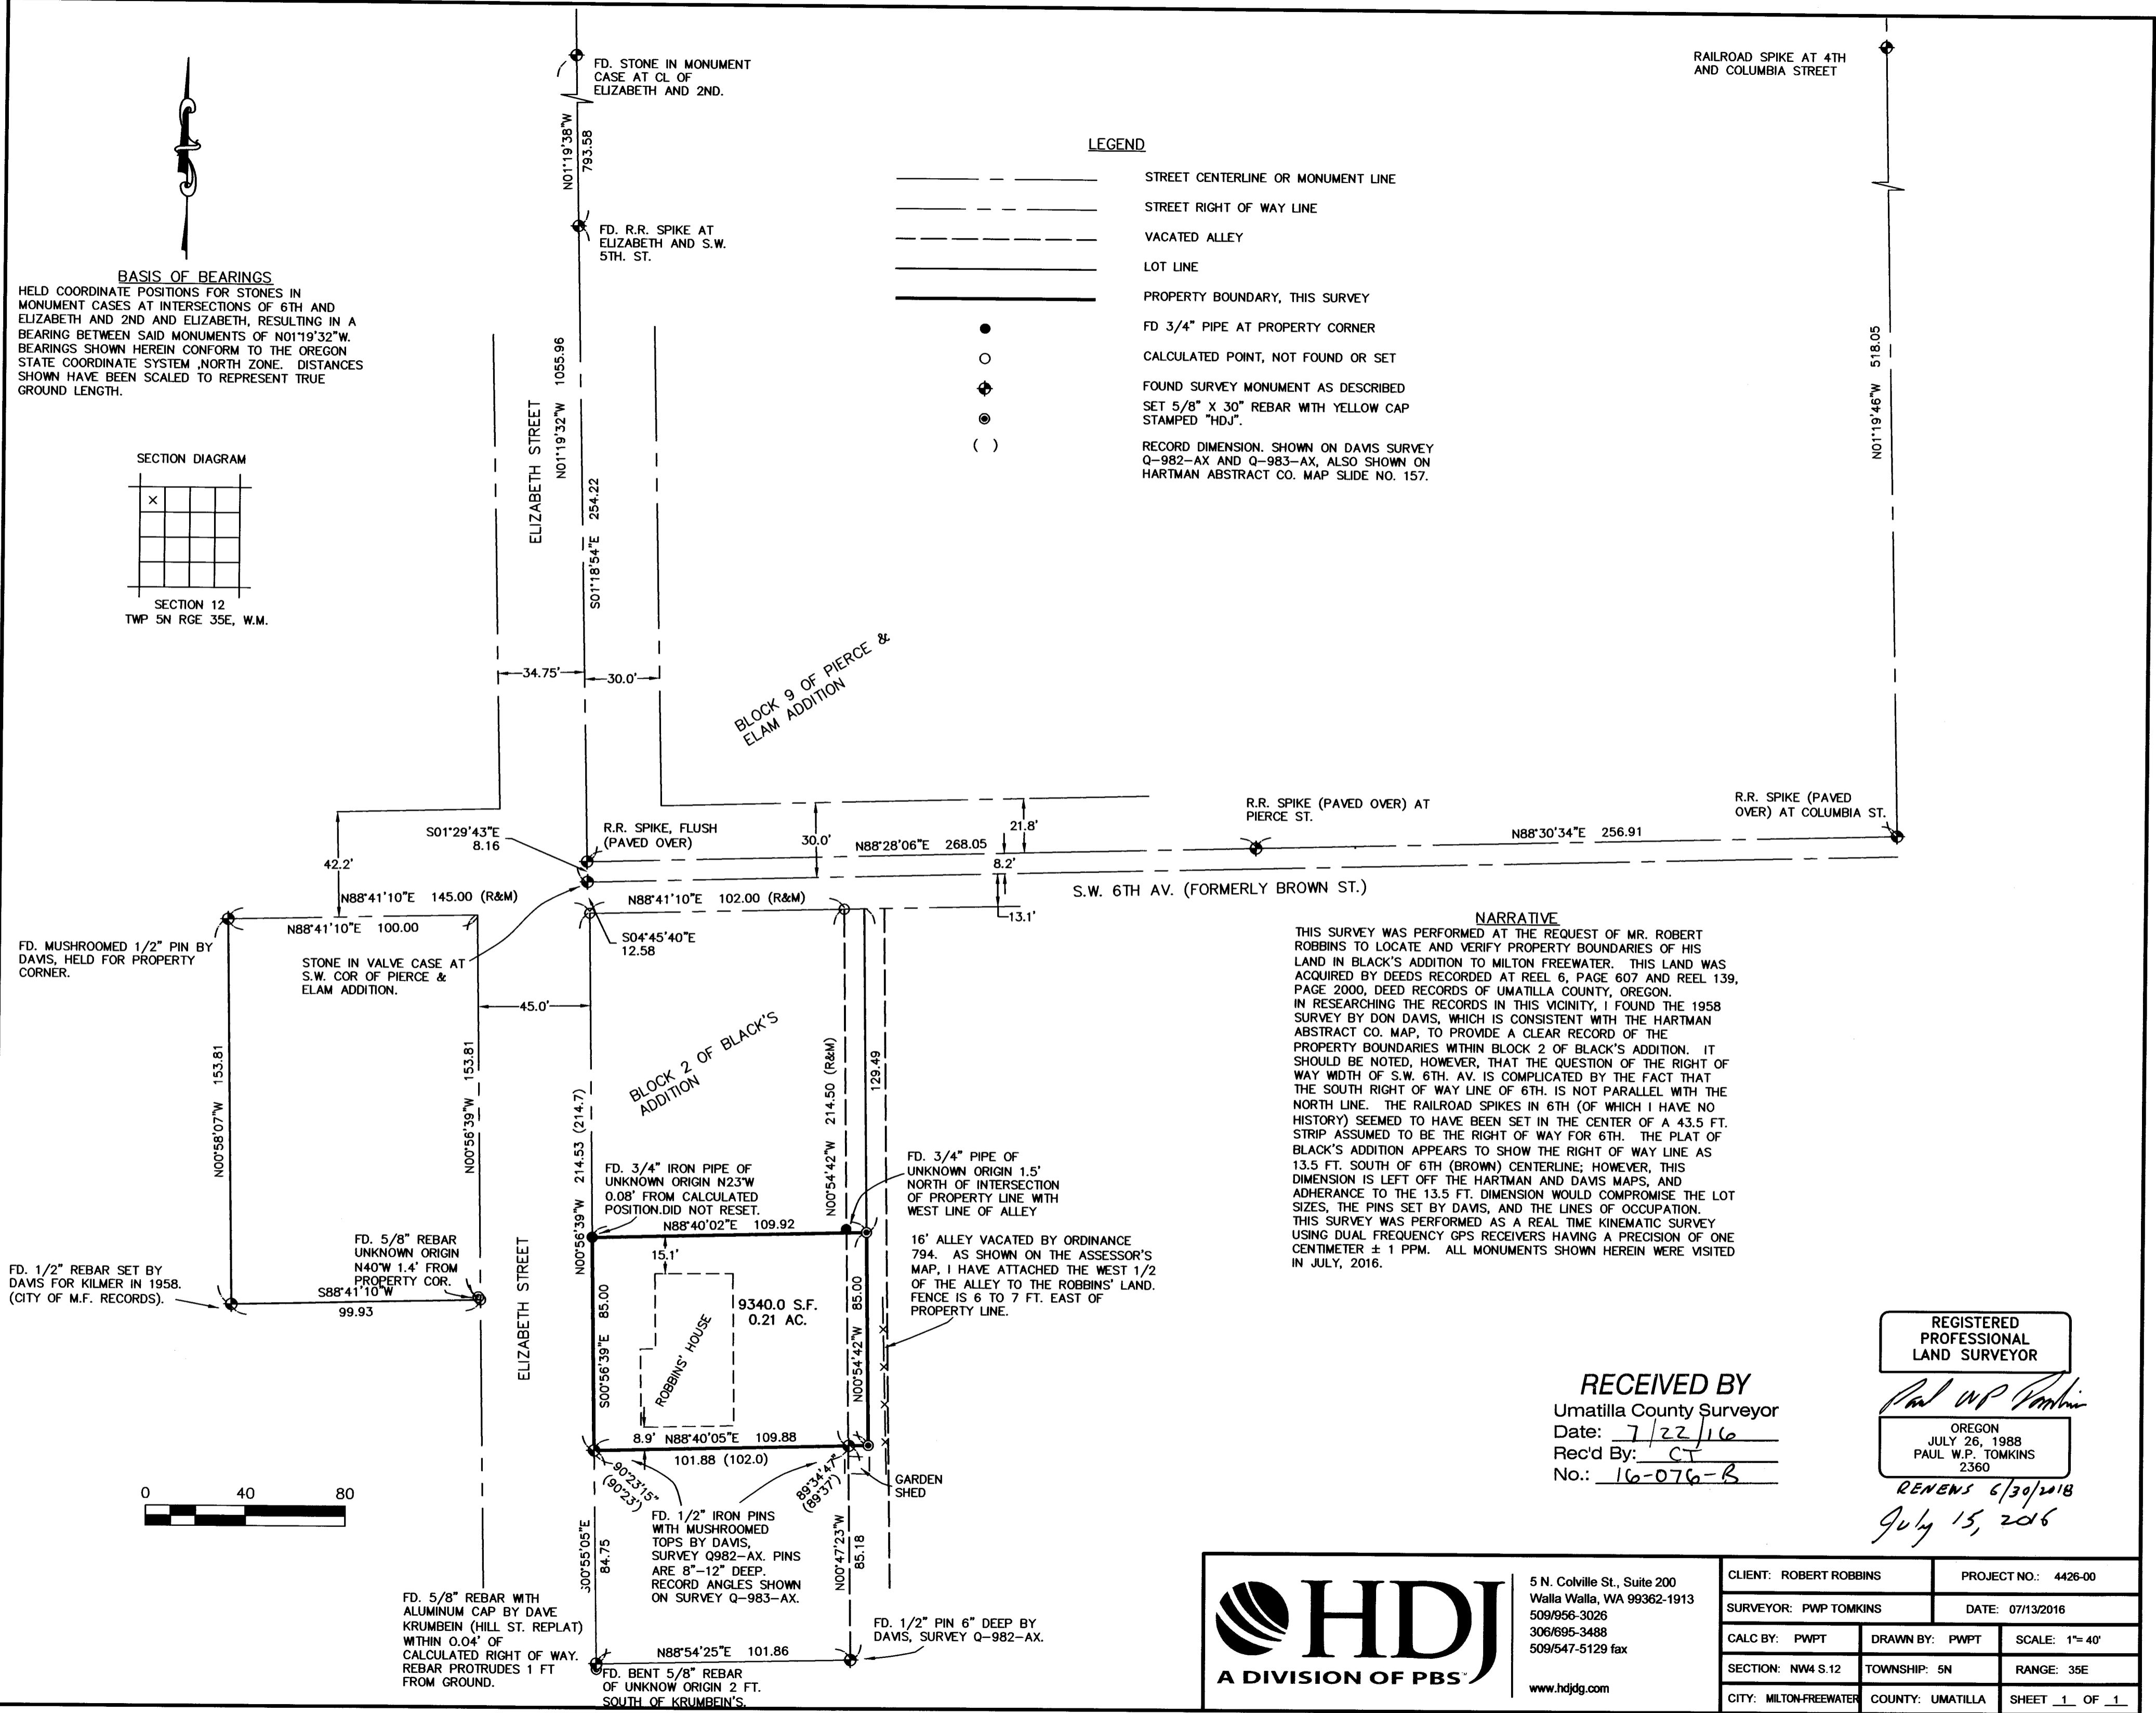 FD. STONE IN MONUMENT
CASE AT CL OF
ELIZABETH AND 2ND.
RAILROAD SPIKE AT 4TH
AND COLUMBIA STREET
N01°19'38"W
793.58
FD. R.R. SPIKE AT
ELIZABETH AND S.W.
5TH. ST.
LEGEND
STREET CENTERLINE OR MONUMENT LINE
STREET RIGHT OF WAY LINE
VACATED ALLEY
LOT LINE
PROPERTY BOUNDARY, THIS SURVEY
FD 3/4" PIPE AT PROPERTY CORNER
CALCULATED POINT, NOT FOUND OR SET
FOUND SURVEY MONUMENT AS DESCRIBED
SET 5/8" X 30" REBAR WITH YELLOW CAP
STAMPED "HDJ".
( )
RECORD DIMENSION. SHOWN ON DAVIS SURVEY
Q-982-AX AND Q-983-AX, ALSO SHOWN ON
HARTMAN ABSTRACT CO. MAP SLIDE NO. 157.
BASIS OF BEARINGS
HELD COORDINATE POSITIONS FOR STONES IN
MONUMENT CASES AT INTERSECTIONS OF 6TH AND
ELIZABETH AND 2ND AND ELIZABETH, RESULTING IN A
BEARING BETWEEN SAID MONUMENTS OF N01°19'32"W.
BEARINGS SHOWN HEREIN CONFORM TO THE OREGON
STATE COORDINATE SYSTEM ,NORTH ZONE. DISTANCES
SHOWN HAVE BEEN SCALED TO REPRESENT TRUE
GROUND LENGTH.
SECTION DIAGRAM
X
SECTION 12
TWP 5N RGE 35E, W.M.
ELIZABETH STREET
N01°19'32"W 1055.96
S01°18'54"E 254.22
N01°19'46"W 518.05
34.75'
30.0'
BLOCK 9 OF PIERCE &
ELAM ADDITION
S01°29'43"E
8.16
R.R. SPIKE, FLUSH
(PAVED OVER)
42.2'
30.0'
21.8'
N88°28'06"E 268.05
8.2'
R.R. SPIKE (PAVED OVER) AT
PIERCE ST.
N88°30'34"E 256.91
R.R. SPIKE (PAVED
OVER) AT COLUMBIA ST.
S.W. 6TH AV. (FORMERLY BROWN ST.)
13.1'
N88°41'10"E 145.00 (R&M)
N88°41'10"E 100.00
N88°41'10"E 102.00 (R&M)
S04°45'40"E
12.58
FD. MUSHROOMED 1/2" PIN BY
DAVIS, HELD FOR PROPERTY
CORNER.
STONE IN VALVE CASE AT
S.W. COR OF PIERCE &
ELAM ADDITION.
45.0'
BLOCK 2 OF BLACK'S
ADDITION
N00°58'07"W 153.81
N00°56'39"W 153.81
N00°56'39"W 214.53 (214.7)
N00°54'42"W 214.50 (R&M)
129.49
NARRATIVE
THIS SURVEY WAS PERFORMED AT THE REQUEST OF MR. ROBERT
ROBBINS TO LOCATE AND VERIFY PROPERTY BOUNDARIES OF HIS
LAND IN BLACK'S ADDITION TO MILTON FREEWATER. THIS LAND WAS
ACQUIRED BY DEEDS RECORDED AT REEL 6, PAGE 607 AND REEL 139,
PAGE 2000, DEED RECORDS OF UMATILLA COUNTY, OREGON.
IN RESEARCHING THE RECORDS IN THIS VICINITY, I FOUND THE 1958
SURVEY BY DON DAVIS, WHICH IS CONSISTENT WITH THE HARTMAN
ABSTRACT CO. MAP, TO PROVIDE A CLEAR RECORD OF THE
PROPERTY BOUNDARIES WITHIN BLOCK 2 OF BLACK'S ADDITION. IT
SHOULD BE NOTED, HOWEVER, THAT THE QUESTION OF THE RIGHT OF
WAY WIDTH OF S.W. 6TH. AV. IS COMPLICATED BY THE FACT THAT
THE SOUTH RIGHT OF WAY LINE OF 6TH. IS NOT PARALLEL WITH THE
NORTH LINE. THE RAILROAD SPIKES IN 6TH (OF WHICH I HAVE NO
HISTORY) SEEMED TO HAVE BEEN SET IN THE CENTER OF A 43.5 FT.
STRIP ASSUMED TO BE THE RIGHT OF WAY FOR 6TH. THE PLAT OF
BLACK'S ADDITION APPEARS TO SHOW THE RIGHT OF WAY LINE AS
13.5 FT. SOUTH OF 6TH (BROWN) CENTERLINE; HOWEVER, THIS
DIMENSION IS LEFT OFF THE HARTMAN AND DAVIS MAPS, AND
ADHERANCE TO THE 13.5 FT. DIMENSION WOULD COMPROMISE THE LOT
SIZES, THE PINS SET BY DAVIS, AND THE LINES OF OCCUPATION.
THIS SURVEY WAS PERFORMED AS A REAL TIME KINEMATIC SURVEY
USING DUAL FREQUENCY GPS RECEIVERS HAVING A PRECISION OF ONE
CENTIMETER ± 1 PPM. ALL MONUMENTS SHOWN HEREIN WERE VISITED
IN JULY, 2016.
FD. 3/4" IRON PIPE OF
UNKNOWN ORIGIN N23°W
0.08' FROM CALCULATED
POSITION.DID NOT RESET.
N88°40'02"E 109.92
FD. 3/4" PIPE OF
UNKNOWN ORIGIN 1.5'
NORTH OF INTERSECTION
OF PROPERTY LINE WITH
WEST LINE OF ALLEY
16' ALLEY VACATED BY ORDINANCE
794. AS SHOWN ON THE ASSESSOR'S
MAP, I HAVE ATTACHED THE WEST 1/2
OF THE ALLEY TO THE ROBBINS' LAND.
FENCE IS 6 TO 7 FT. EAST OF
PROPERTY LINE.
FD. 5/8" REBAR
UNKNOWN ORIGIN
N40°W 1.4' FROM
PROPERTY COR.
FD. 1/2" REBAR SET BY
DAVIS FOR KILMER IN 1958.
(CITY OF M.F. RECORDS).
S88°41'10"W
99.93
ELIZABETH STREET
15.1'
9340.0 S.F.
0.21 AC.
ROBBINS' HOUSE
S00°56'39"E 85.00
N00°54'42"W 85.00
8.9'
N88°40'05"E 109.88
101.88 (102.0)
90°23'15"
(90°23')
89°34'47"
(89°37')
GARDEN
SHED
FD. 1/2" IRON PINS
WITH MUSHROOMED
TOPS BY DAVIS,
SURVEY Q982-AX. PINS
ARE 8"-12" DEEP.
RECORD ANGLES SHOWN
ON SURVEY Q-983-AX.
S00°55'05"E
84.75
N00°47'23"W
85.18
0 40 80
FD. 5/8" REBAR WITH
ALUMINUM CAP BY DAVE
KRUMBEIN (HILL ST. REPLAT)
WITHIN 0.04' OF
CALCULATED RIGHT OF WAY.
REBAR PROTRUDES 1 FT
FROM GROUND.
N88°54'25"E 101.86
FD. 1/2" PIN 6" DEEP BY
DAVIS, SURVEY Q-982-AX.
FD. BENT 5/8" REBAR
OF UNKNOW ORIGIN 2 FT.
SOUTH OF KRUMBEIN'S.
RECEIVED BY
Umatilla County Surveyor
Date: 7/22/16
Rec'd By: CT
No.: 16-076-B
REGISTERED
PROFESSIONAL
LAND SURVEYOR
Paul WP Tomkins
OREGON
JULY 26, 1988
PAUL W.P. TOMKINS
2360
RENEWS 6/30/2018
July 15, 2016
HDJ
A DIVISION OF PBS
5 N. Colville St., Suite 200
Walla Walla, WA 99362-1913
509/956-3026
306/695-3488
509/547-5129 fax
www.hdjdg.com
CLIENT: ROBERT ROBBINS
PROJECT NO.: 4426-00
SURVEYOR: PWP TOMKINS
DATE: 07/13/2016
CALC BY: PWPT
DRAWN BY: PWPT
SCALE: 1"= 40'
SECTION: NW4 S.12
TOWNSHIP: 5N
RANGE: 35E
CITY: MILTON-FREEWATER
COUNTY: UMATILLA
SHEET 1 OF 1